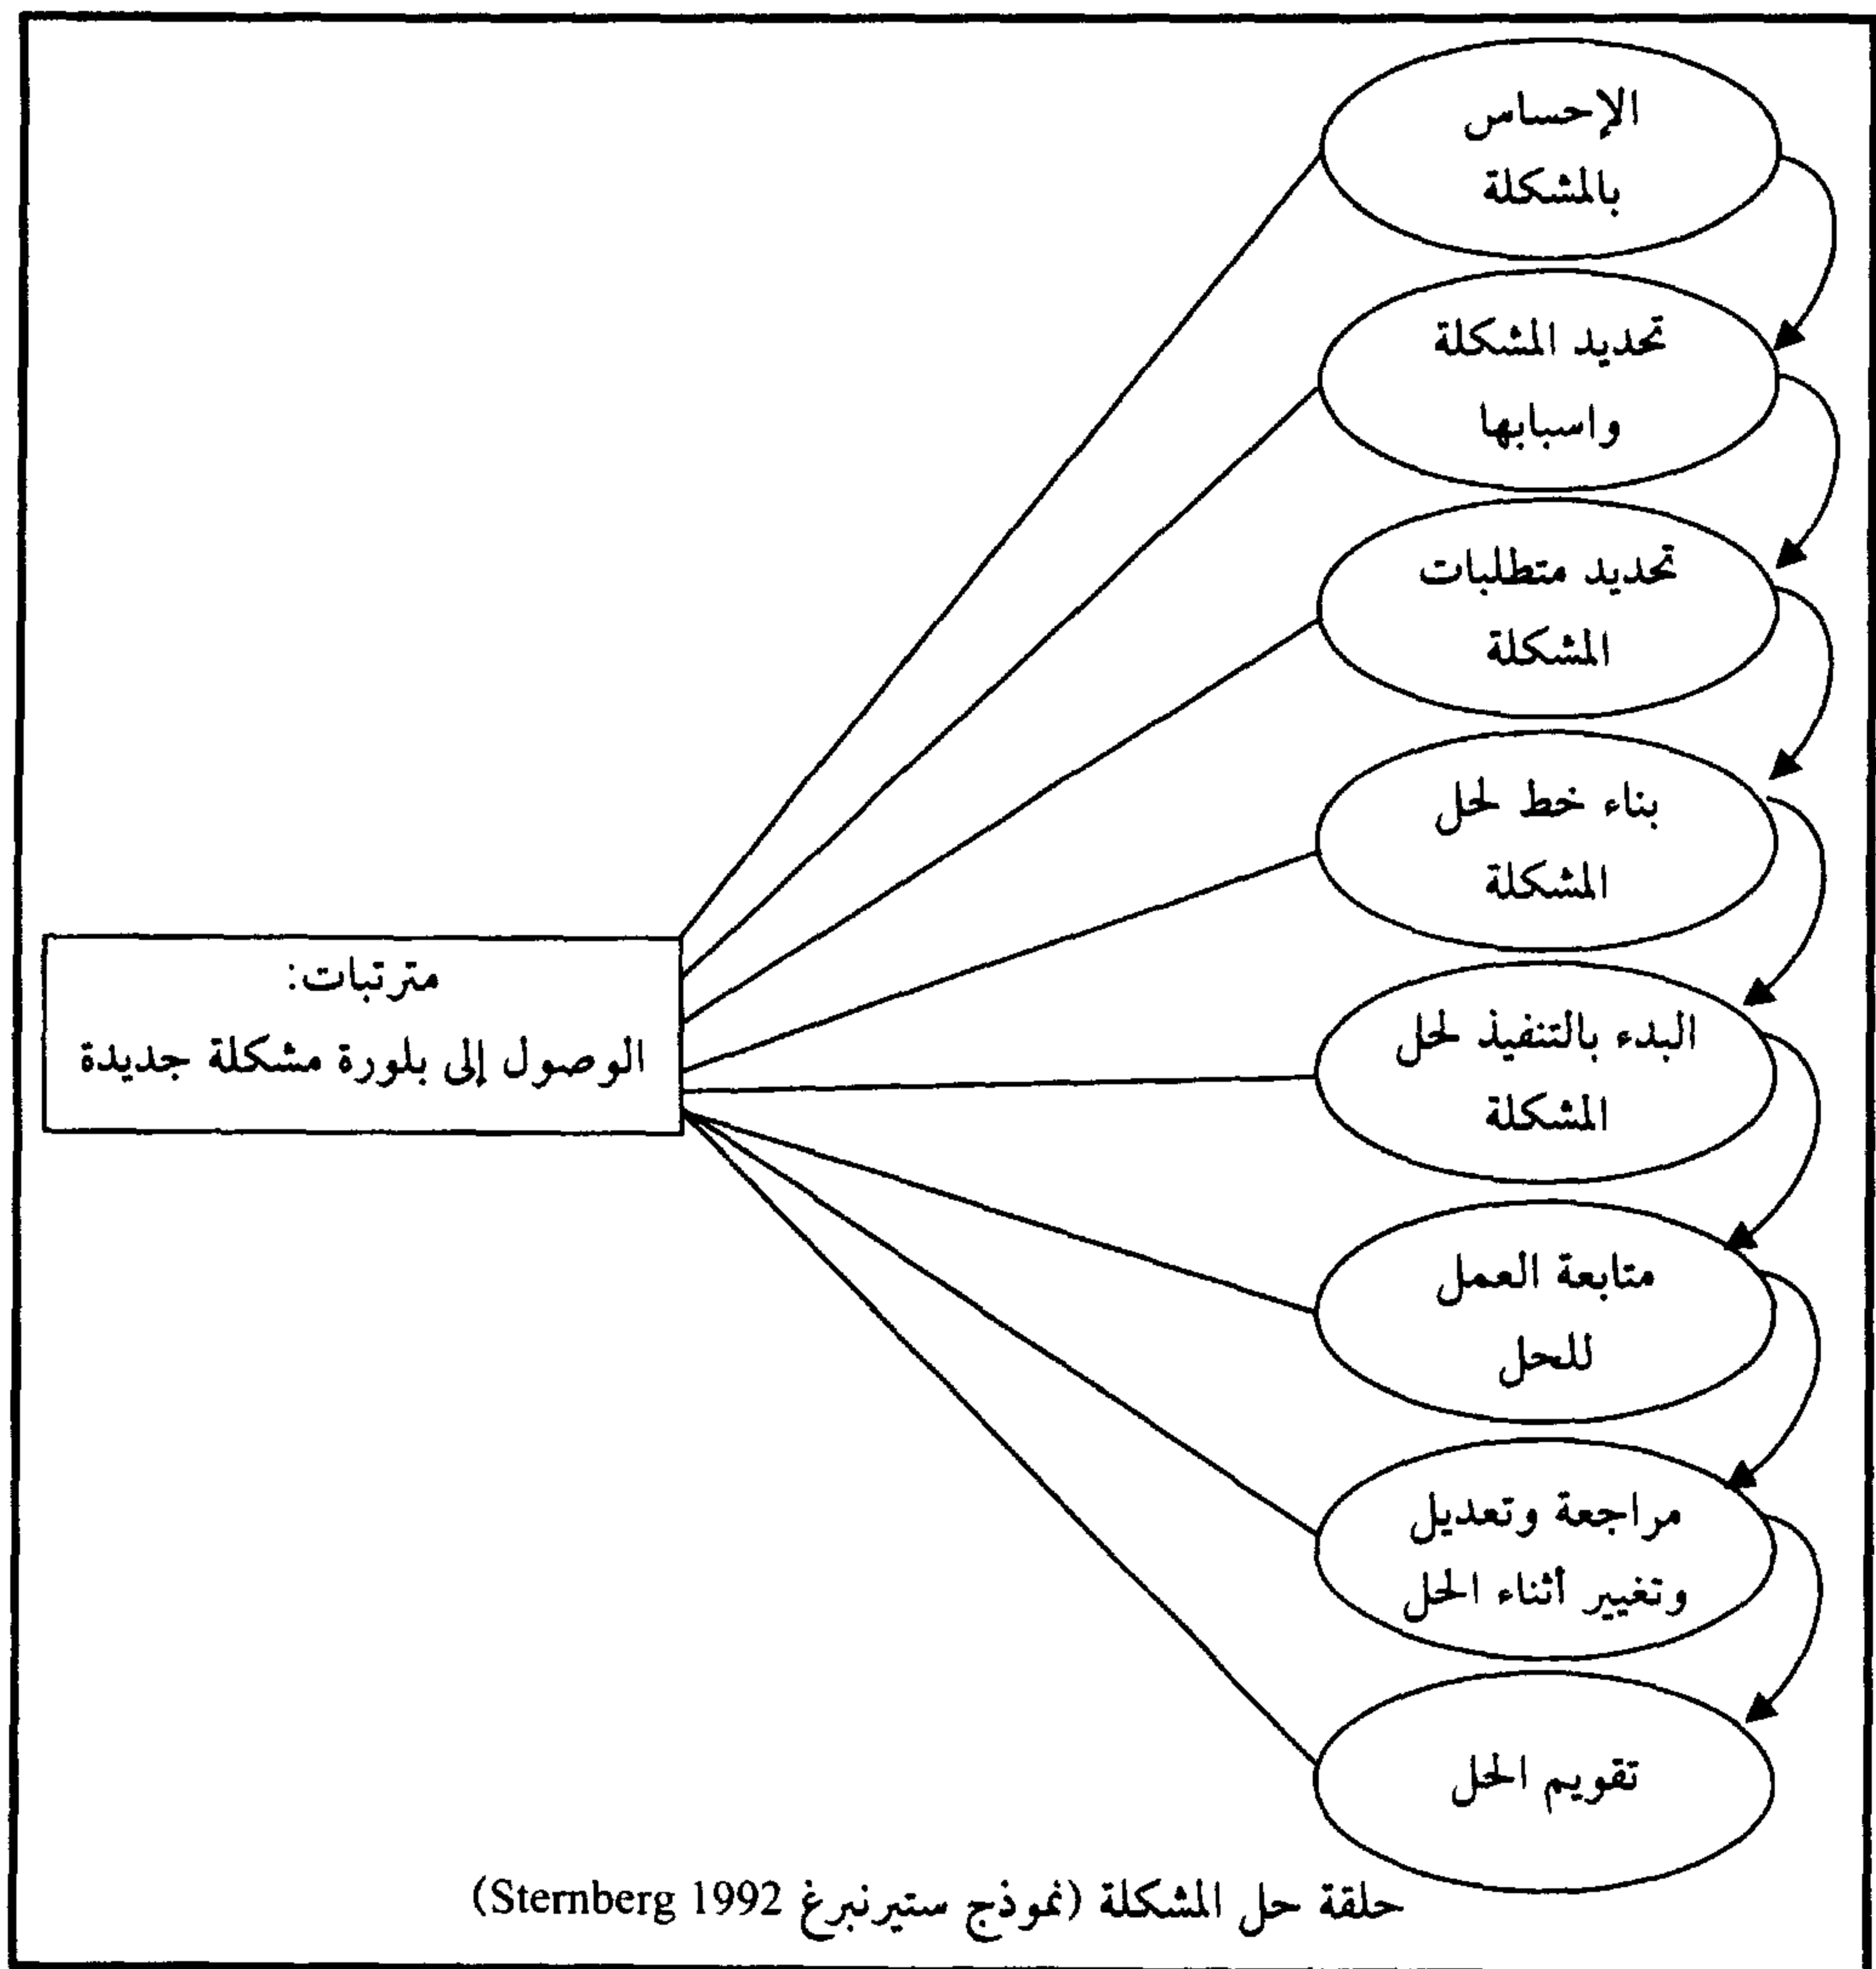 الإحساس
بالمشكلة
تحديد المشكلة
واسبابها
تحديد متطلبات
المشكلة
بناء خط لحل
المشكلة
البدء بالتنفيذ لحل
المشكلة
متابعة العمل
للحل
مراجعة وتعديل
وتغيير أثناء الحل
تقويم الحل
مترتبات:
الوصول إلى بلورة مشكلة جديدة
حلقة حل المشكلة (نموذج ستيرنبرغ Sternberg 1992)